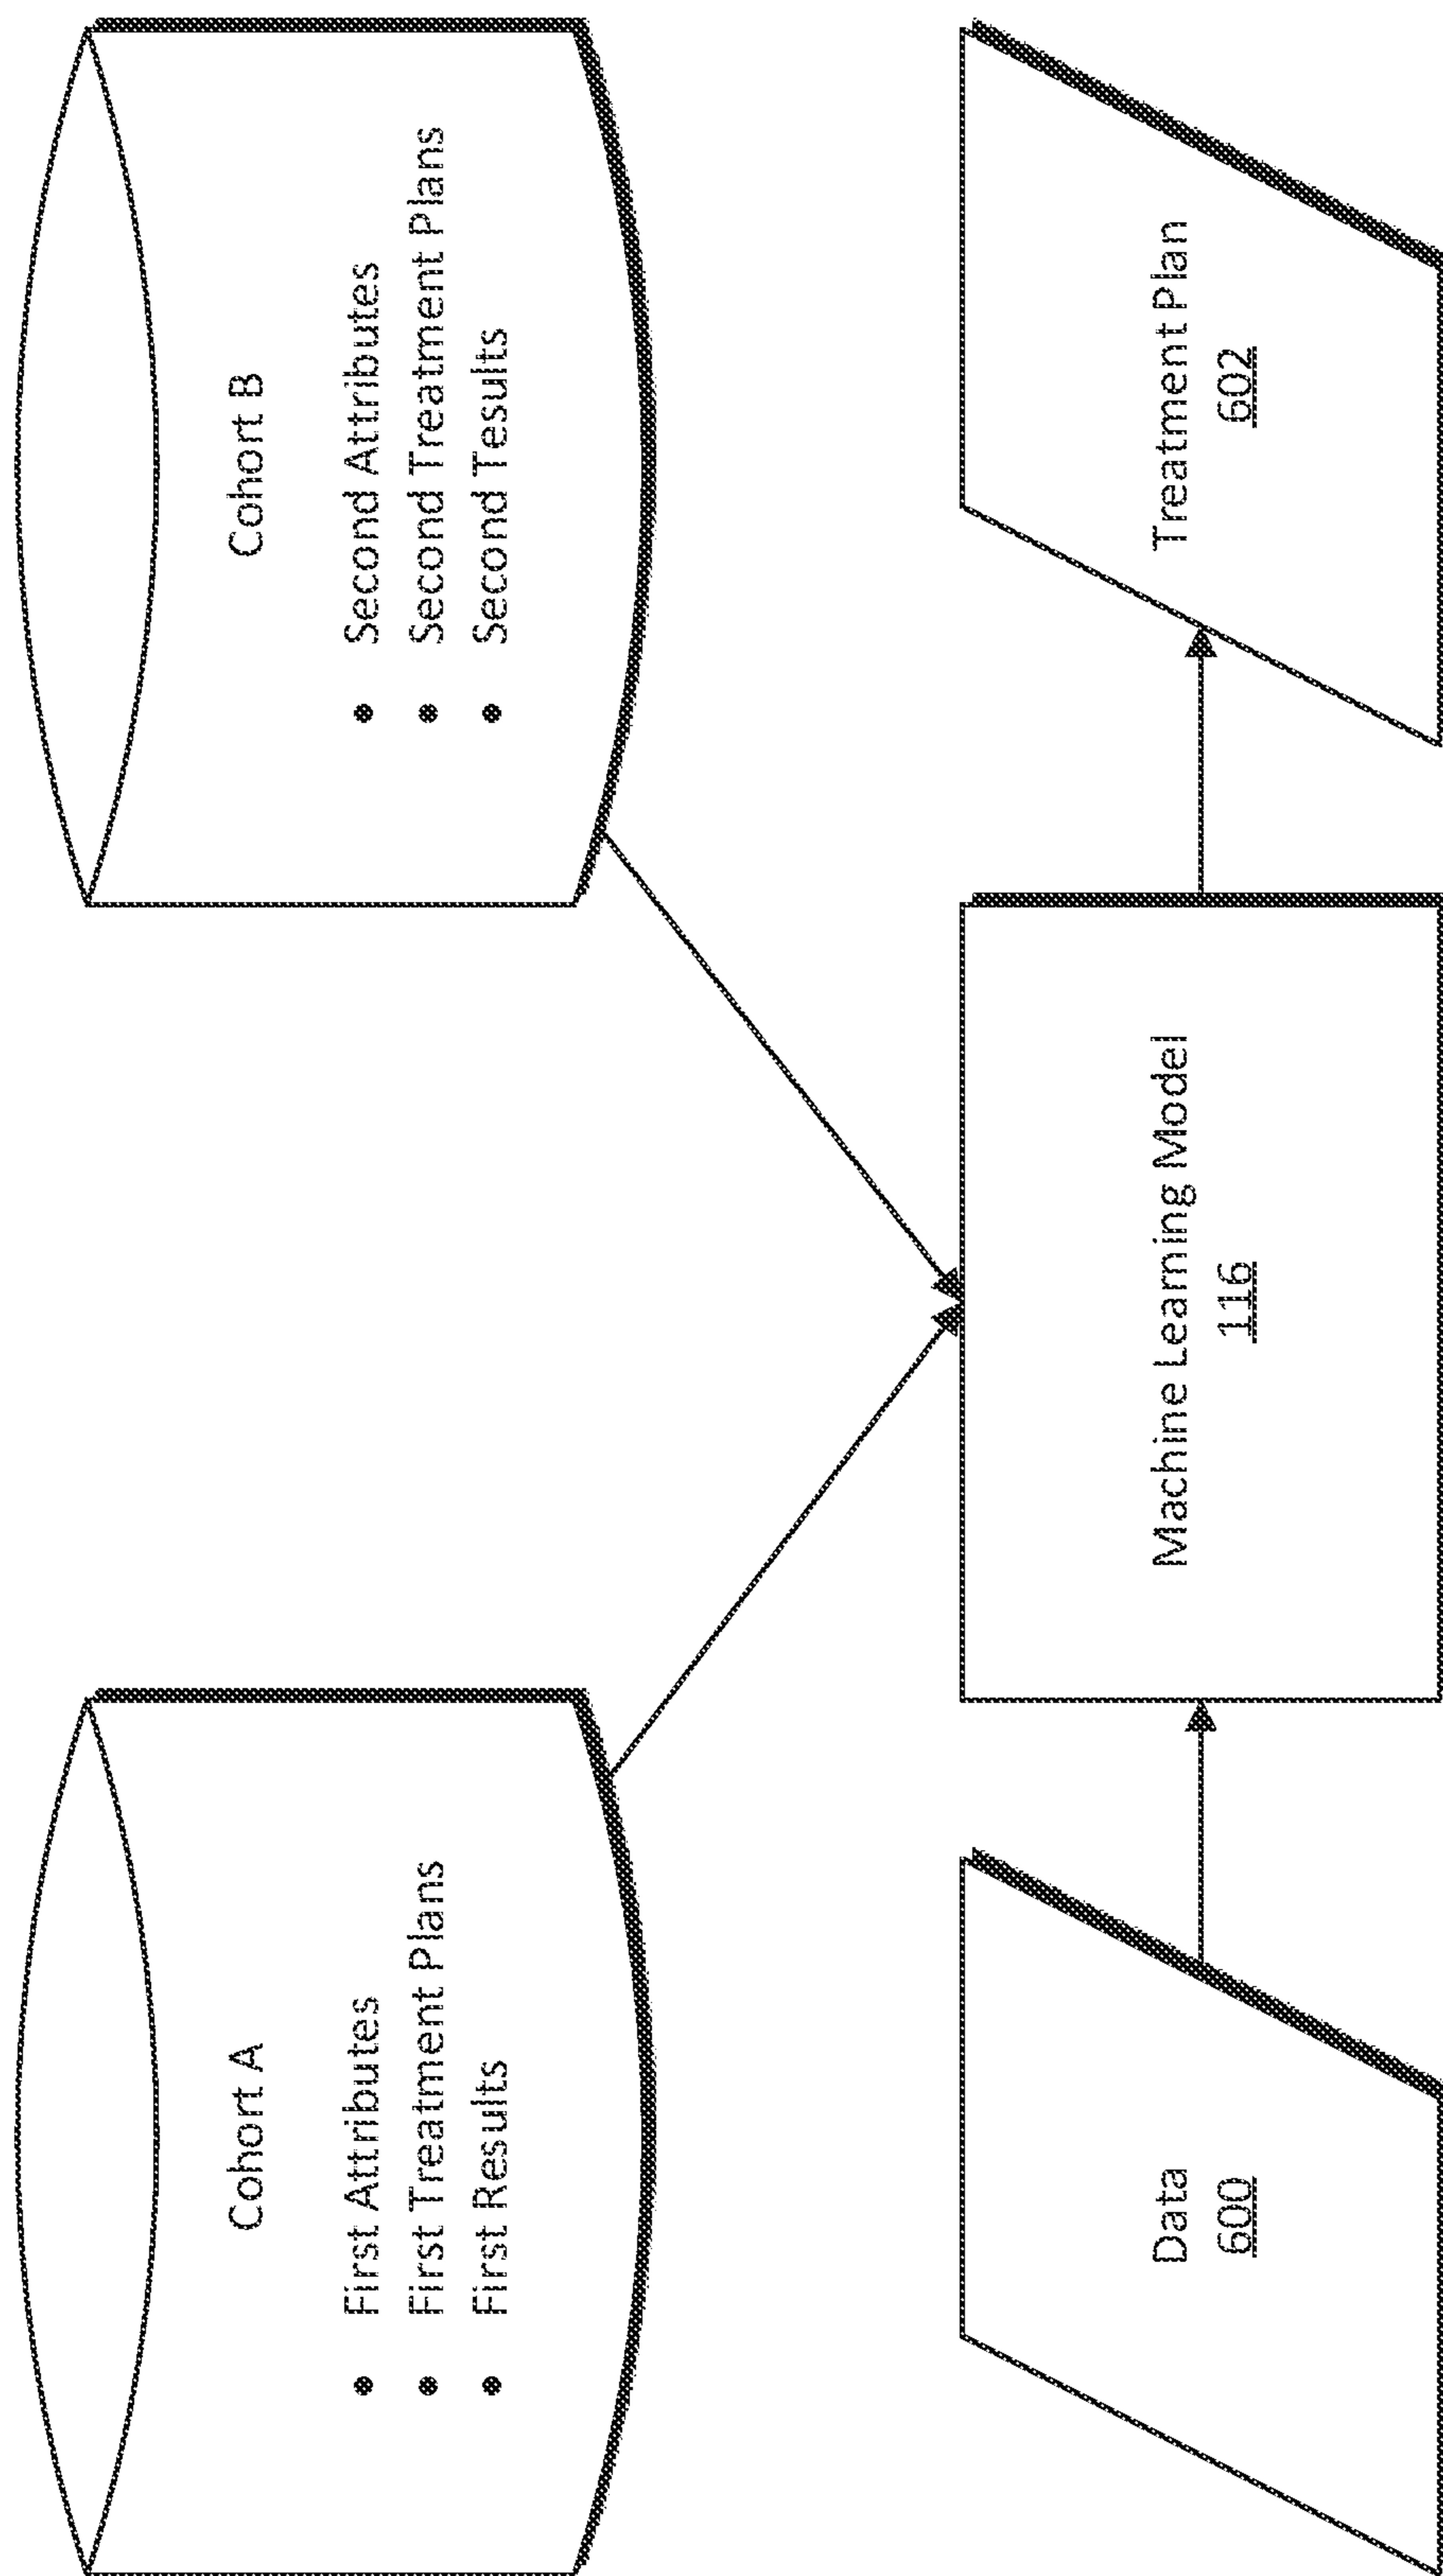 Cohort A
• First Attributes
• First Treatment Plans
• First Results
Cohort B
• Second Attributes
• Second Treatment Plans
• Second Tesults
Data
600
Machine Learning Model
116
Treatment Plan
602